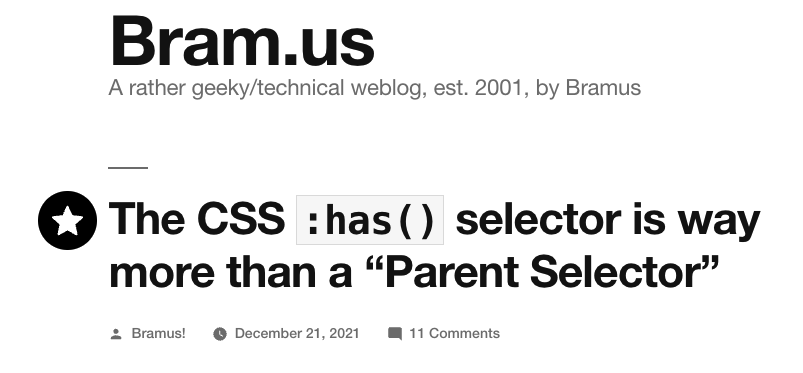 Bram.us
A rather geeky/technical weblog, est. 2001, by Bramus
The CSS :has() selector is way
more than a “Parent Selector”
Bramus! December 21, 2021 11 Comments